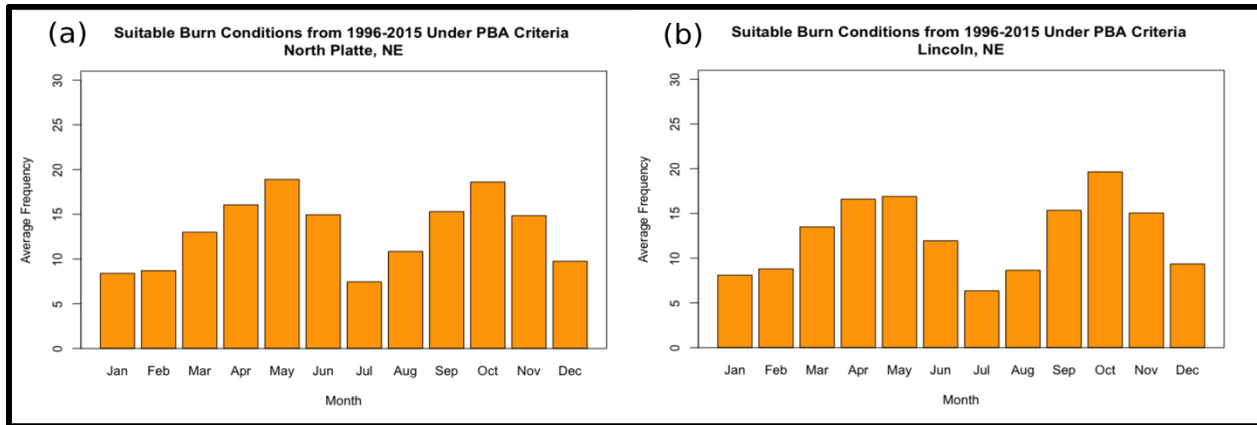 (a)
Suitable Burn Conditions from 1996-2015 Under PBA Criteria
North Platte, NE
Average Frequency
30
25
20
15
10
5
0
Jan Feb Mar Apr May Jun Jul Aug Sep Oct Nov Dec
Month
(b)
Suitable Burn Conditions from 1996-2015 Under PBA Criteria
Lincoln, NE
Average Frequency
30
25
20
15
10
5
0
Jan Feb Mar Apr May Jun Jul Aug Sep Oct Nov Dec
Month